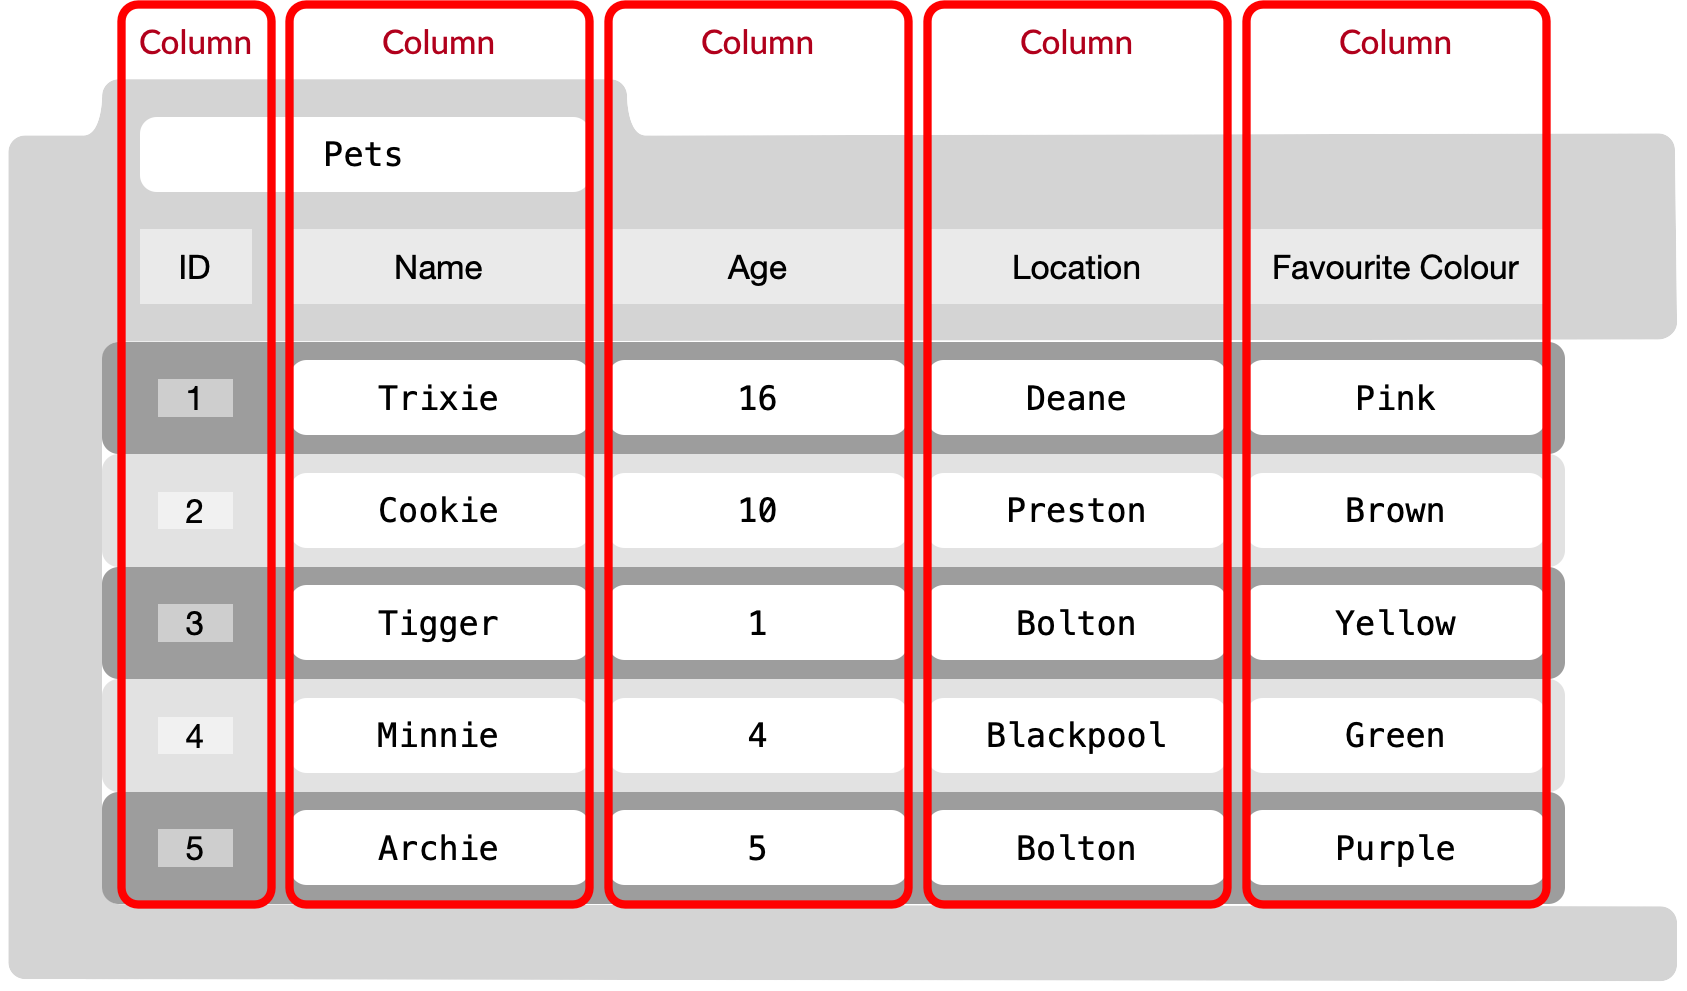 Column Column Column Column Column
Pets
ID Name Age Location Favourite Colour
1 Trixie 16 Deane Pink
2 Cookie 10 Preston Brown
3 Tigger 1 Bolton Yellow
4 Minnie 4 Blackpool Green
5 Archie 5 Bolton Purple